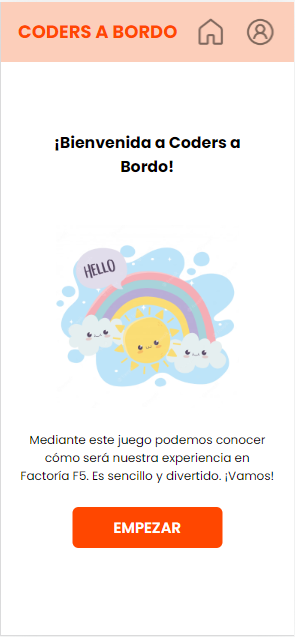 CODERS A BORDO
¡Bienvenida a Coders a
Bordo!
HELLO
Mediante este juego podemos conocer
cómo será nuestra experiencia en
Factoría F5. Es sencillo y divertido. ¡Vamos!
EMPEZAR